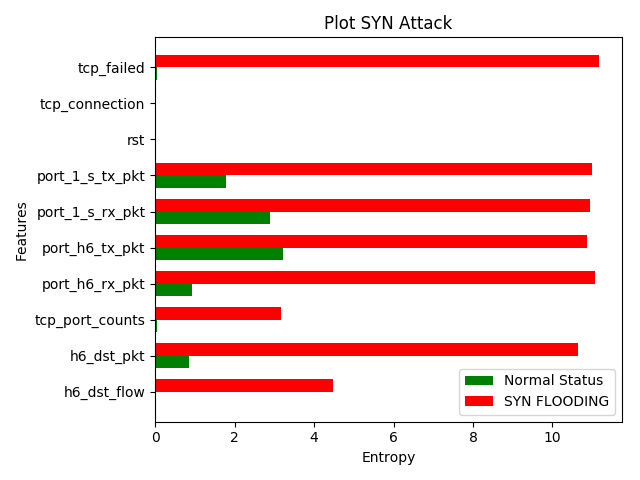 Plot SYN Attack
tcp_failed
tcp_connection
rst
port_1_s_tx_pkt
port_1_s_rx_pkt
port_h6_tx_pkt
port_h6_rx_pkt
tcp_port_counts
h6_dst_pkt
h6_dst_flow
Features
Normal Status
SYN FLOODING
0 2 4 6 8 10
Entropy